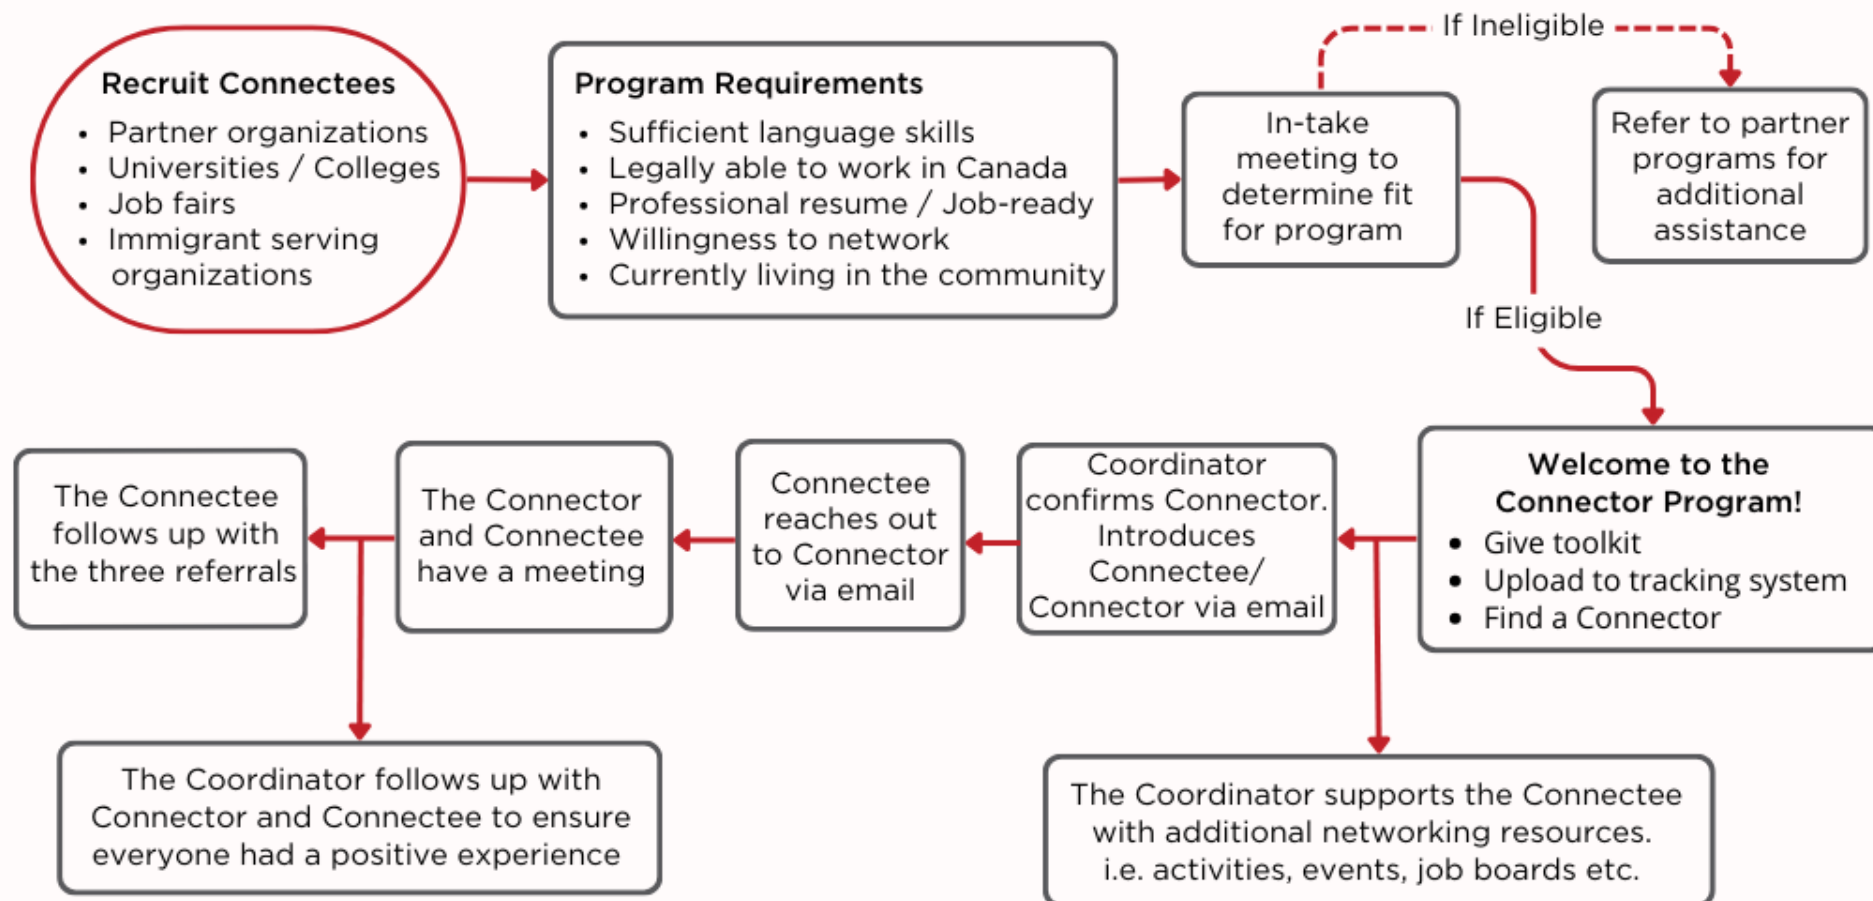 Recruit Connectees
• Partner organizations
• Universities / Colleges
• Job fairs
• Immigrant serving
organizations
Program Requirements
• Sufficient language skills
• Legally able to work in Canada
• Professional resume / Job-ready
• Willingness to network
• Currently living in the community
In-take
meeting to
determine fit
for program
If Ineligible
Refer to partner
programs for
additional
assistance
If Eligible
Welcome to the
Connector Program!
• Give toolkit
• Upload to tracking system
• Find a Connector
Coordinator
confirms Connector.
Introduces
Connectee/
Connector via email
Connectee
reaches out
to Connector
via email
The Connector
and Connectee
have a meeting
The Connectee
follows up with
the three referrals
The Coordinator follows up with
Connector and Connectee to ensure
everyone had a positive experience
The Coordinator supports the Connectee
with additional networking resources.
i.e. activities, events, job boards etc.